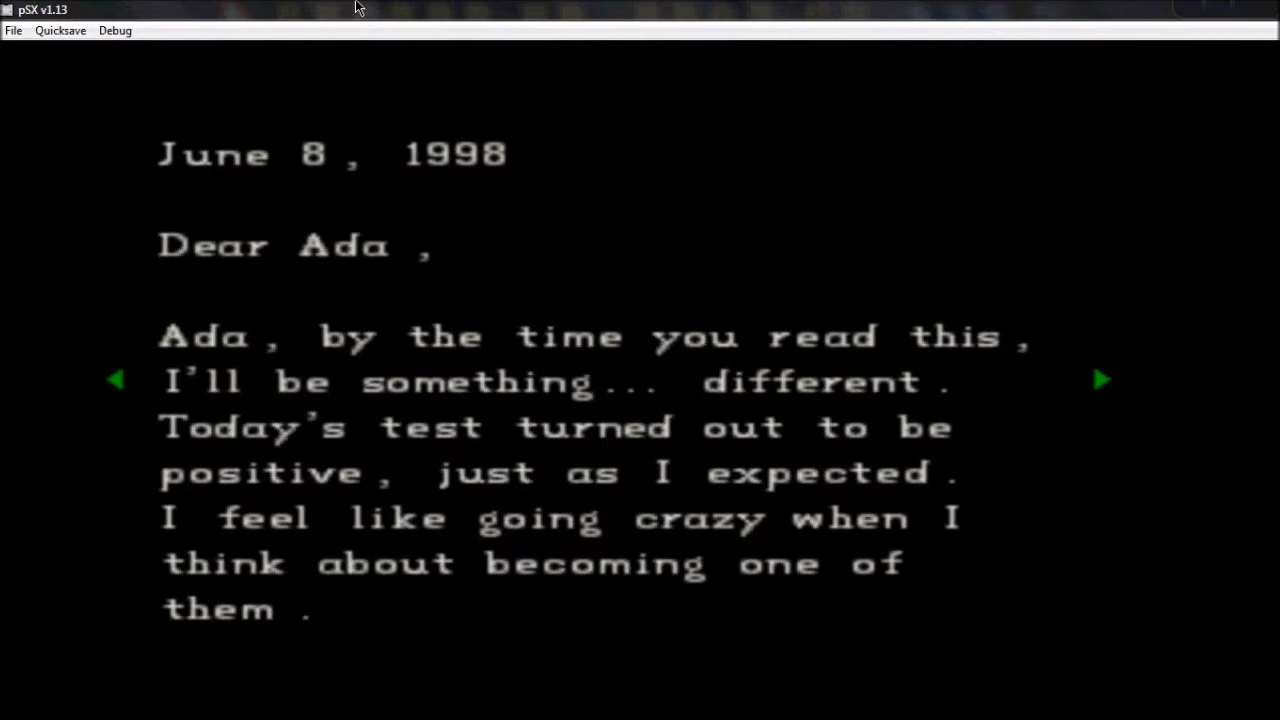 pSX v1.13
File Quicksave Debug
June 8, 1998
Dear Ada,
Ada, by the time you read this,
I'll be something... different.
Today's test turned out to be
positive, just as I expected.
I feel like going crazy when I
think about becoming one of
them.